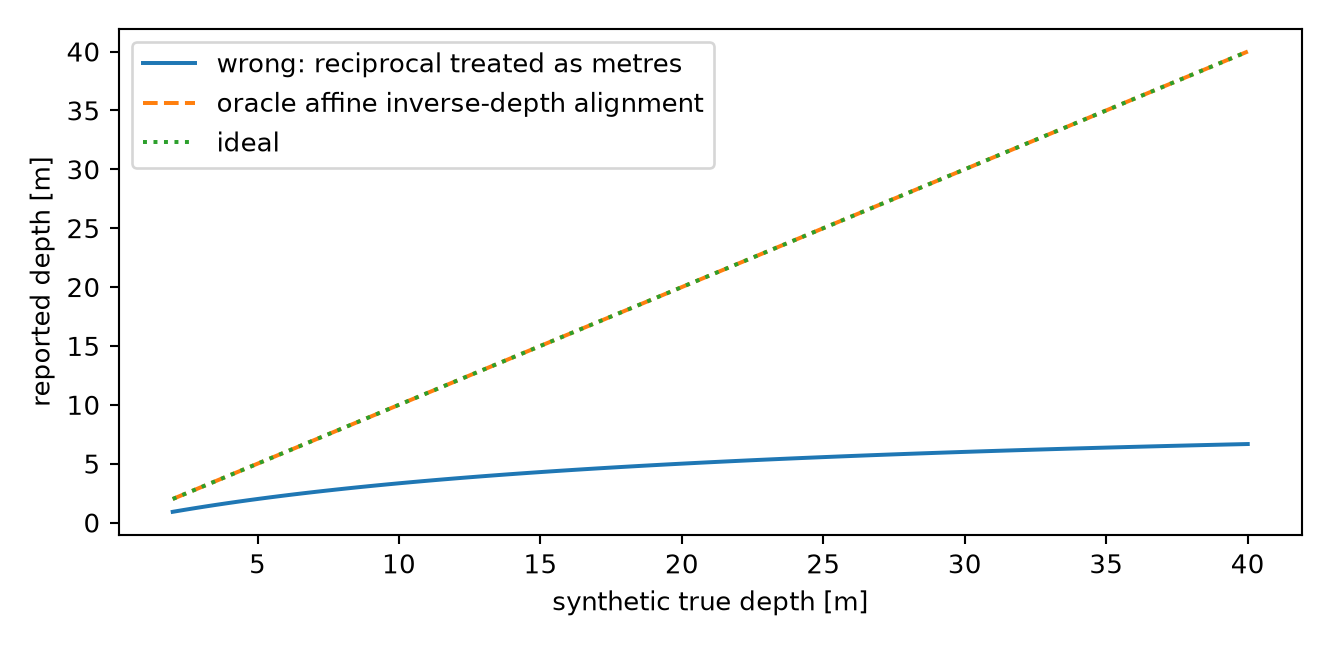 wrong: reciprocal treated as metres
oracle affine inverse-depth alignment
ideal
reported depth [m]
40
35
30
25
20
15
10
5
0
5 10 15 20 25 30 35 40
synthetic true depth [m]